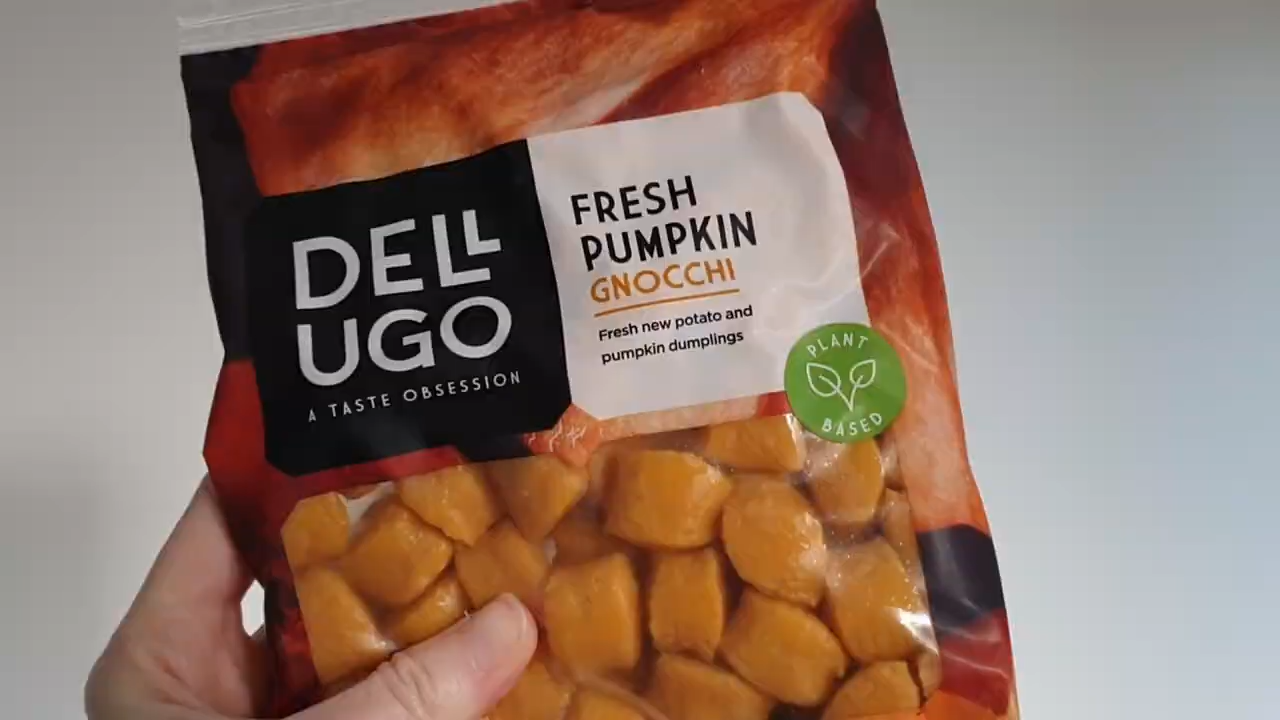 DELL
UGO
A TASTE OBSESSION
FRESH
PUMPKIN
GNOCCHI
Fresh new potato and
pumpkin dumplings
PLANT
BASED